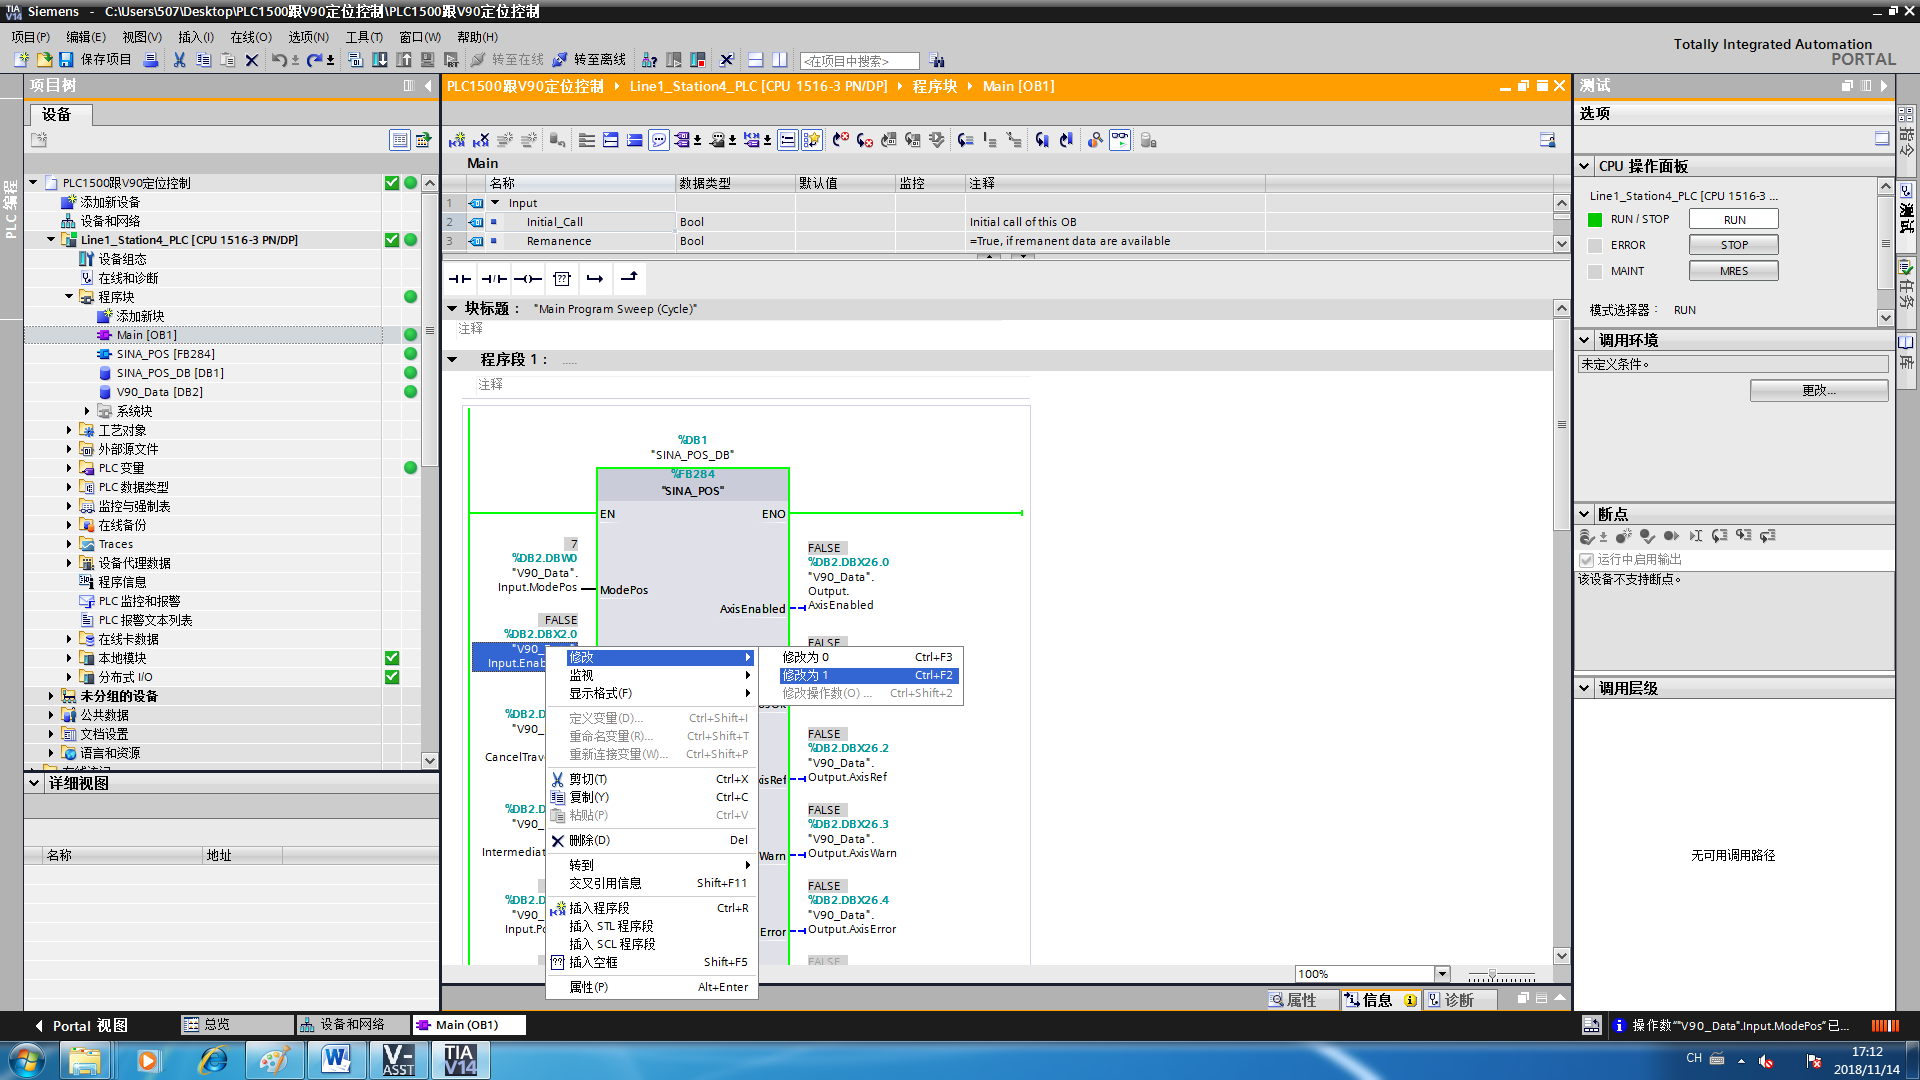 Siemens - C:\Users\507\Desktop\PLC1500跟V90定位控制\PLC1500跟V90定位控制
项目(P) 编辑(E) 视图(V) 插入(I) 在线(O) 选项(N) 工具(T) 窗口(W) 帮助(H)
Totally Integrated Automation
PORTAL
保存项目 转至在线 转至离线 <在项目中搜索>
项目树
设备
PLC 编程
PLC1500跟V90定位控制
添加新设备
设备和网络
Line1_Station4_PLC [CPU 1516-3 PN/DP]
设备组态
在线和诊断
程序块
添加新块
Main [OB1]
SINA_POS [FB284]
SINA_POS_DB [DB1]
V90_Data [DB2]
系统块
工艺对象
外部源文件
PLC 变量
PLC 数据类型
监控与强制表
在线备份
Traces
设备代理数据
程序信息
PLC 监控和报警
PLC 报警文本列表
在线卡数据
本地模块
分布式 I/O
未分组的设备
公共数据
文档设置
语言和资源
详细视图
名称 地址
PLC1500跟V90定位控制 Line1_Station4_PLC [CPU 1516-3 PN/DP] 程序块 Main [OB1]
Main
名称 数据类型 默认值 监控 注释
1 Input
2 Initial_Call Bool Initial call of this OB
3 Remanence Bool =True, if remanent data are available
块标题： "Main Program Sweep (Cycle)"
注释
程序段 1： .....
注释
%DB1
"SINA_POS_DB"
%FB284
"SINA_POS"
EN ENO
7
%DB2.DBW0
"V90_Data".
Input.ModePos
ModePos
FALSE
%DB2.DBX2.0
FALSE
%DB2.DBX26.0
"V90_Data".
Output.
AxisEnabled
AxisEnabled
FALSE
FALSE
%DB2.DBX26.2
"V90_Data".
Output.AxisRef
FALSE
%DB2.DBX26.3
"V90_Data".
Output.AxisWarn
Warn
FALSE
%DB2.DBX26.4
"V90_Data".
Output.AxisError
Error
FALSE
修改
监视
显示格式(F)
定义变量(D)... Ctrl+Shift+I
重命名变量(R)... Ctrl+Shift+T
重新连接变量(W)... Ctrl+Shift+P
剪切(T) Ctrl+X
复制(Y) Ctrl+C
粘贴(P) Ctrl+V
删除(D) Del
转到
交叉引用信息 Shift+F11
插入程序段 Ctrl+R
插入 STL 程序段
插入 SCL 程序段
插入空框 Shift+F5
属性(P) Alt+Enter
修改为 0 Ctrl+F3
修改为 1 Ctrl+F2
修改操作数(O) ... Ctrl+Shift+2
100%
属性 信息 诊断
测试
选项
CPU 操作面板
Line1_Station4_PLC [CPU 1516-3 ...
RUN / STOP RUN
ERROR STOP
MAINT MRES
模式选择器： RUN
调用环境
未定义条件。
更改...
断点
运行中启用输出
该设备不支持断点。
调用层级
无可用调用路径
指令
测试
任务
库
Portal 视图 总览 设备和网络 Main (OB1)
操作数“"V90_Data".Input.ModePos”已...
V-ASST
TIA V14
CH
17:12
2018/11/14